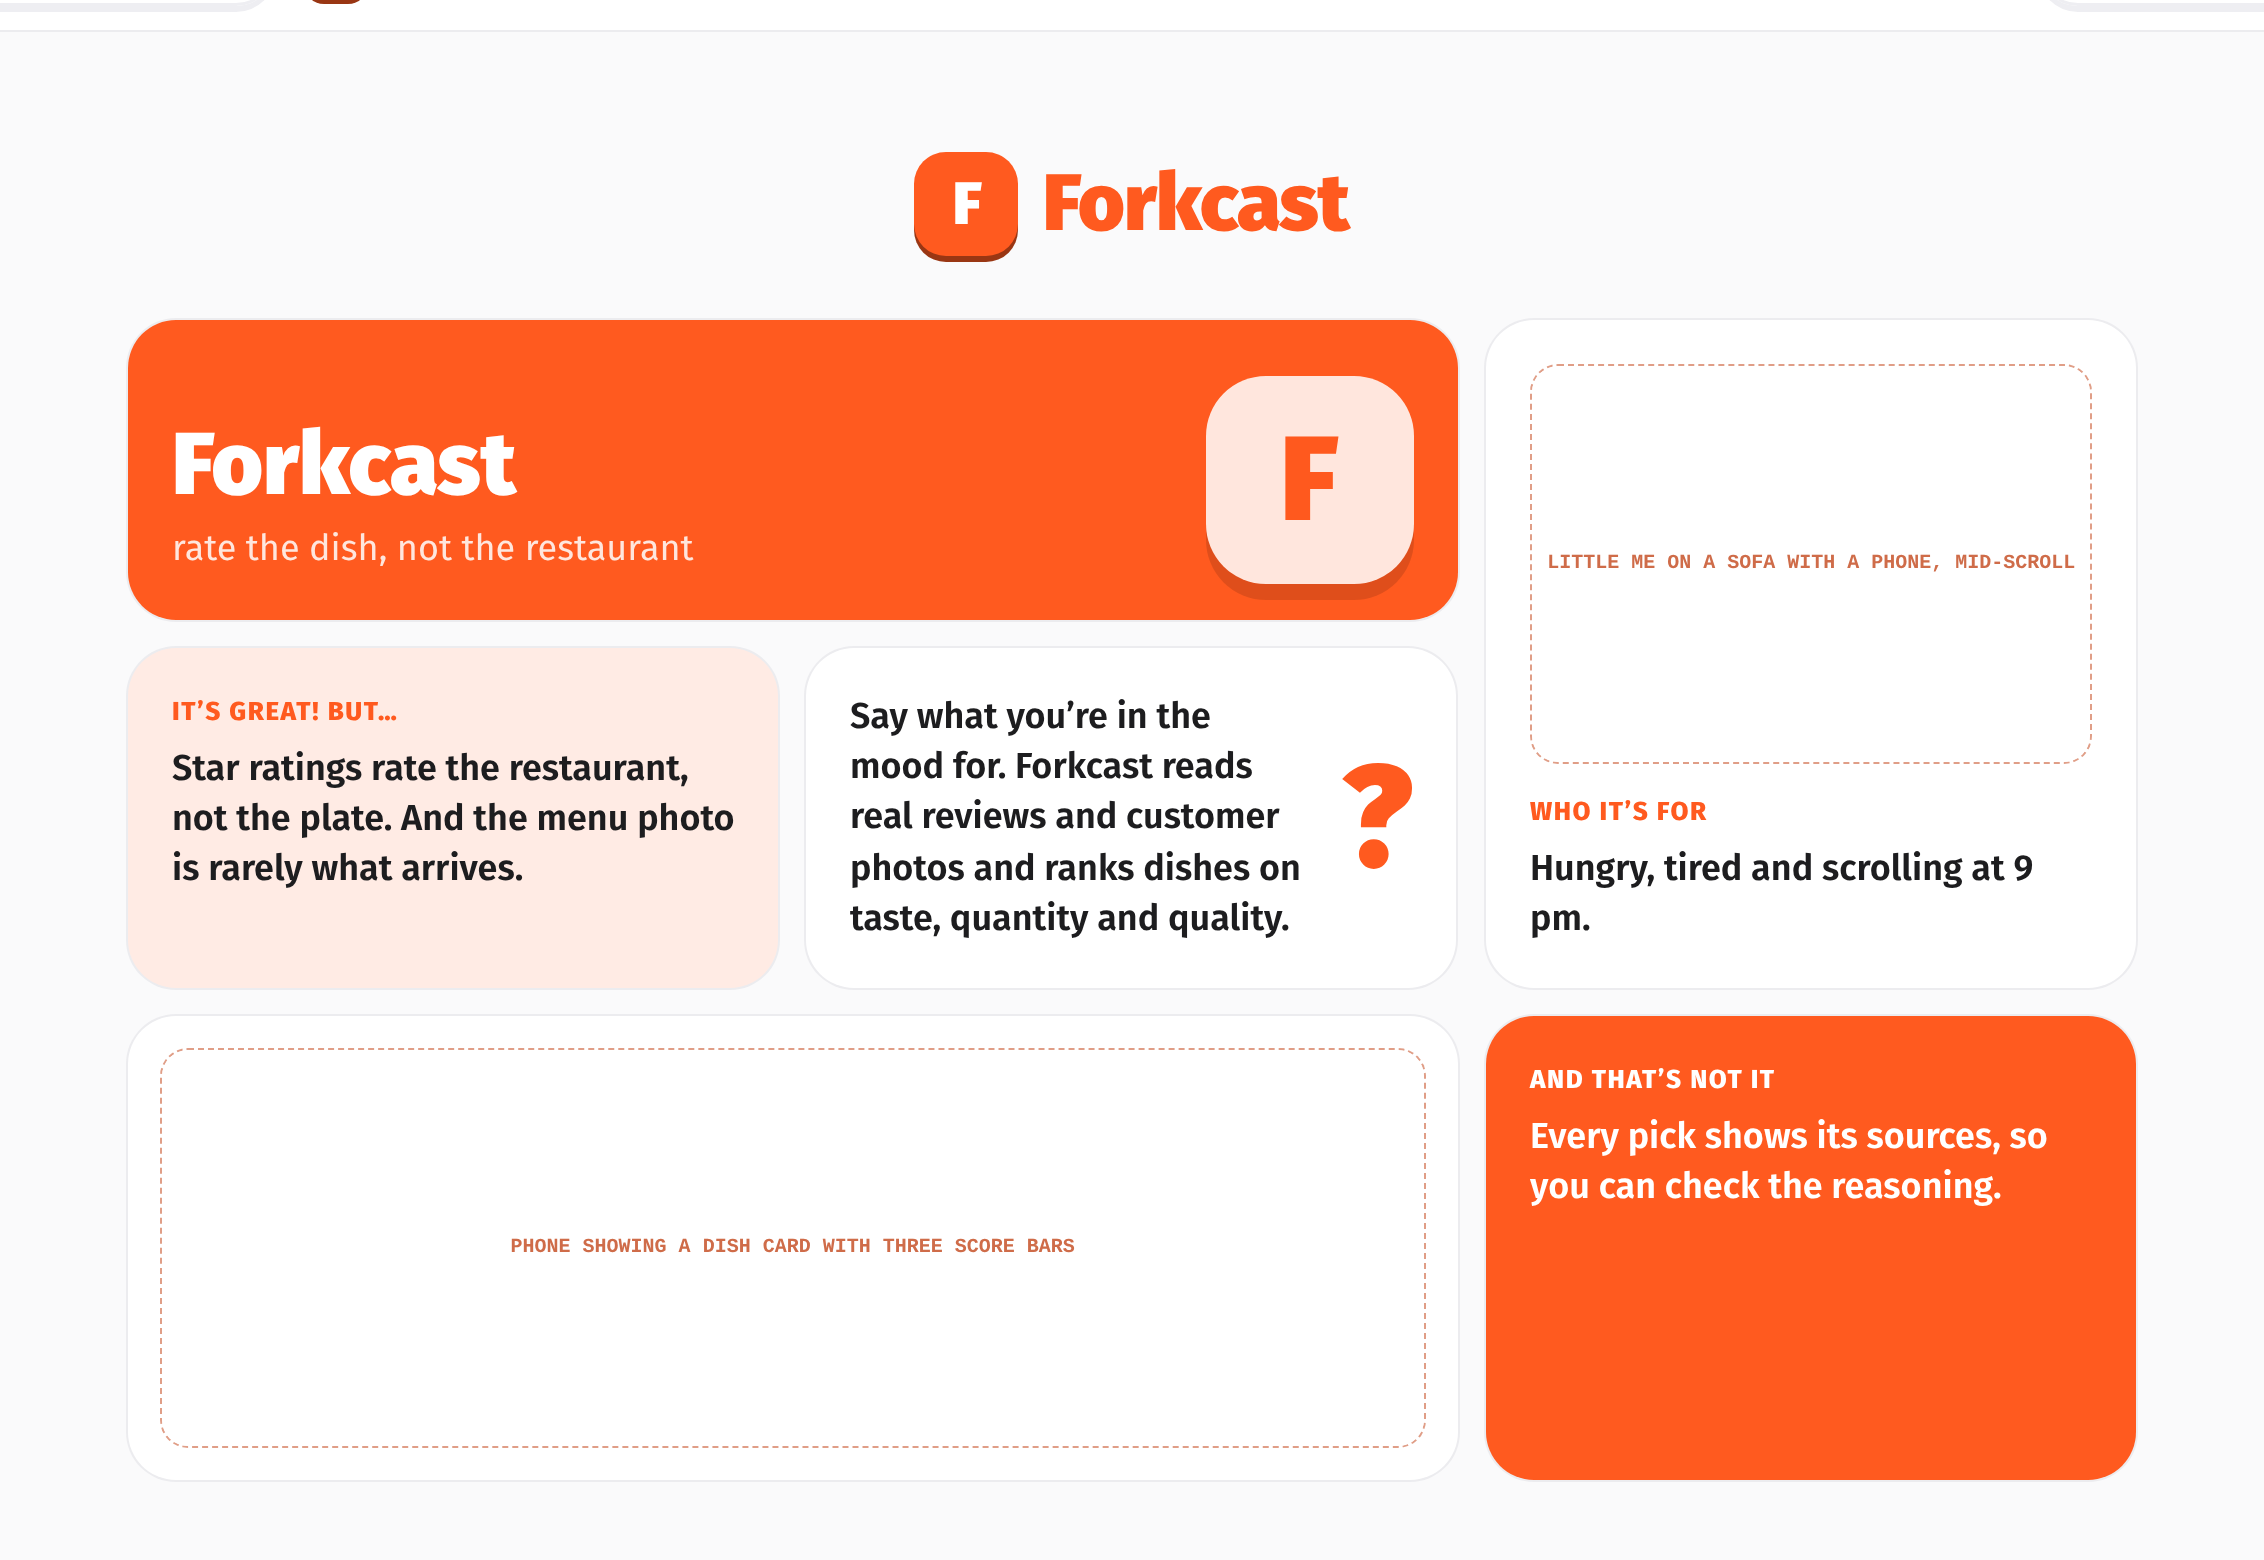 F
Forkcast
Forkcast
rate the dish, not the restaurant
F
LITTLE ME ON A SOFA WITH A PHONE, MID-SCROLL
WHO IT’S FOR
Hungry, tired and scrolling at 9
pm.
IT’S GREAT! BUT…
Star ratings rate the restaurant,
not the plate. And the menu photo
is rarely what arrives.
Say what you’re in the
mood for. Forkcast reads
real reviews and customer
photos and ranks dishes on
taste, quantity and quality.
?
PHONE SHOWING A DISH CARD WITH THREE SCORE BARS
AND THAT’S NOT IT
Every pick shows its sources, so
you can check the reasoning.